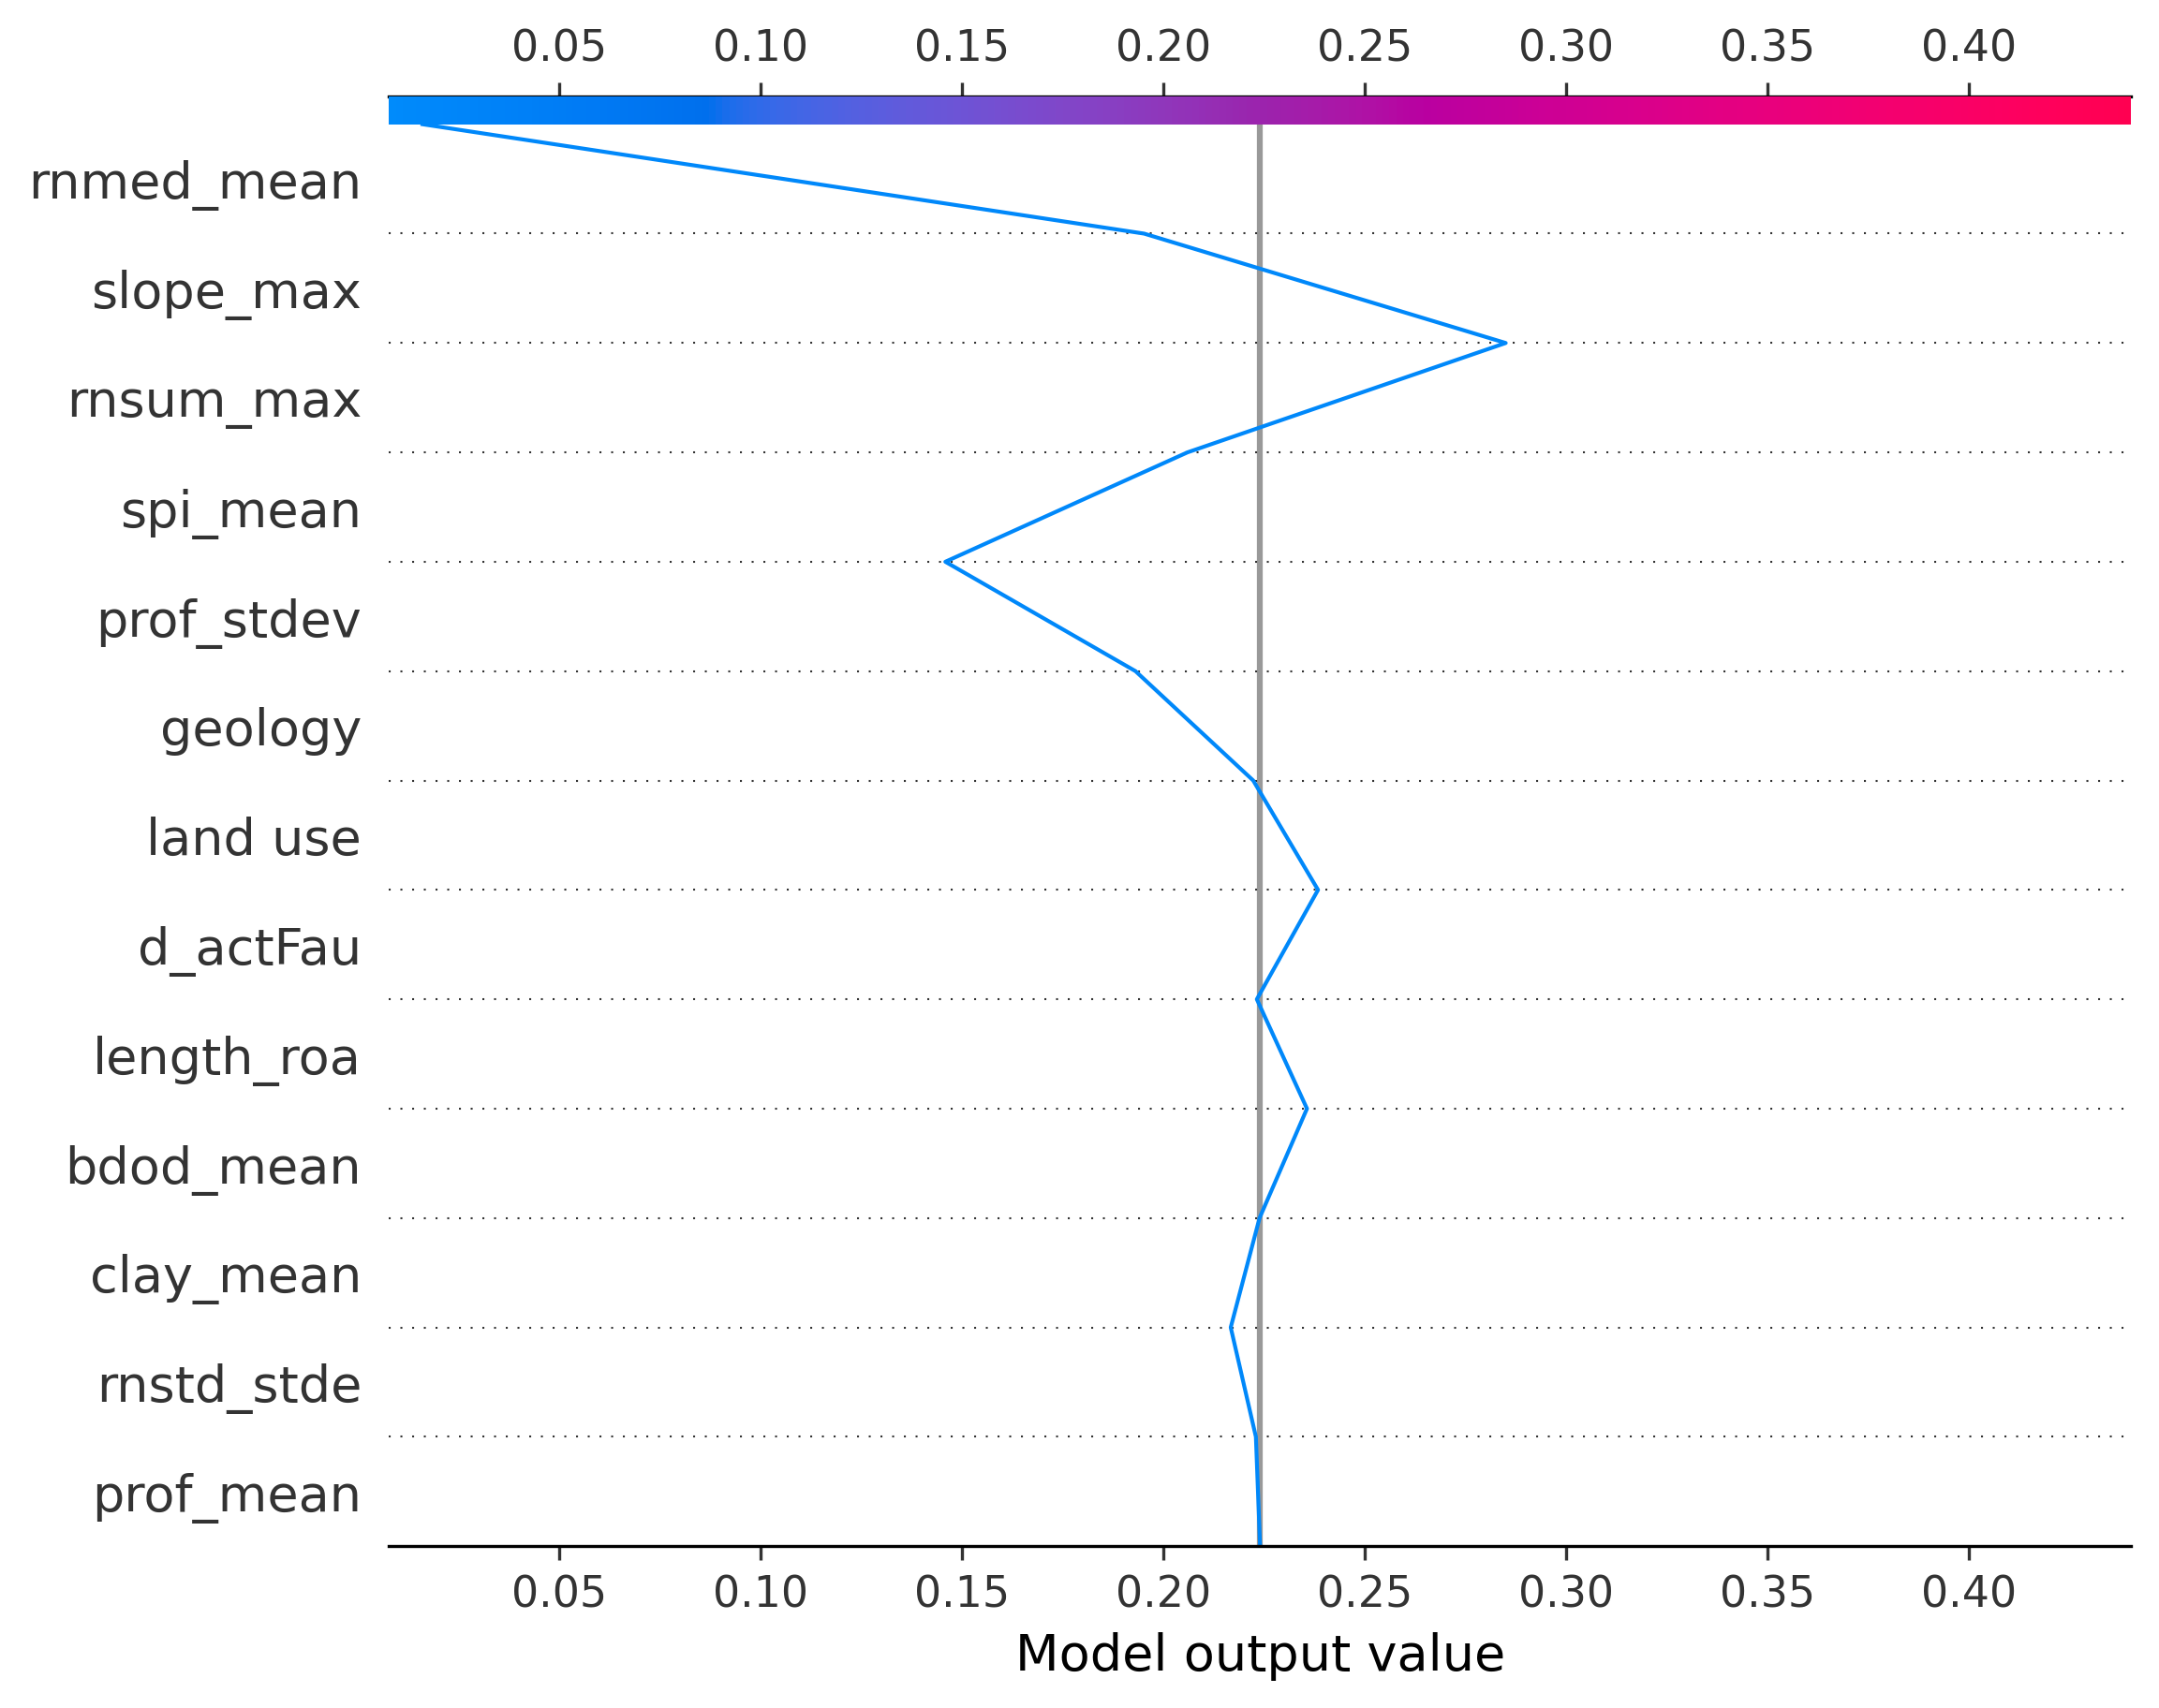 0.05 0.10 0.15 0.20 0.25 0.30 0.35 0.40
rnmed_mean
slope_max
rnsum_max
spi_mean
prof_stdev
geology
land use
d_actFau
length_roa
bdod_mean
clay_mean
rnstd_stde
prof_mean
0.05 0.10 0.15 0.20 0.25 0.30 0.35 0.40
Model output value